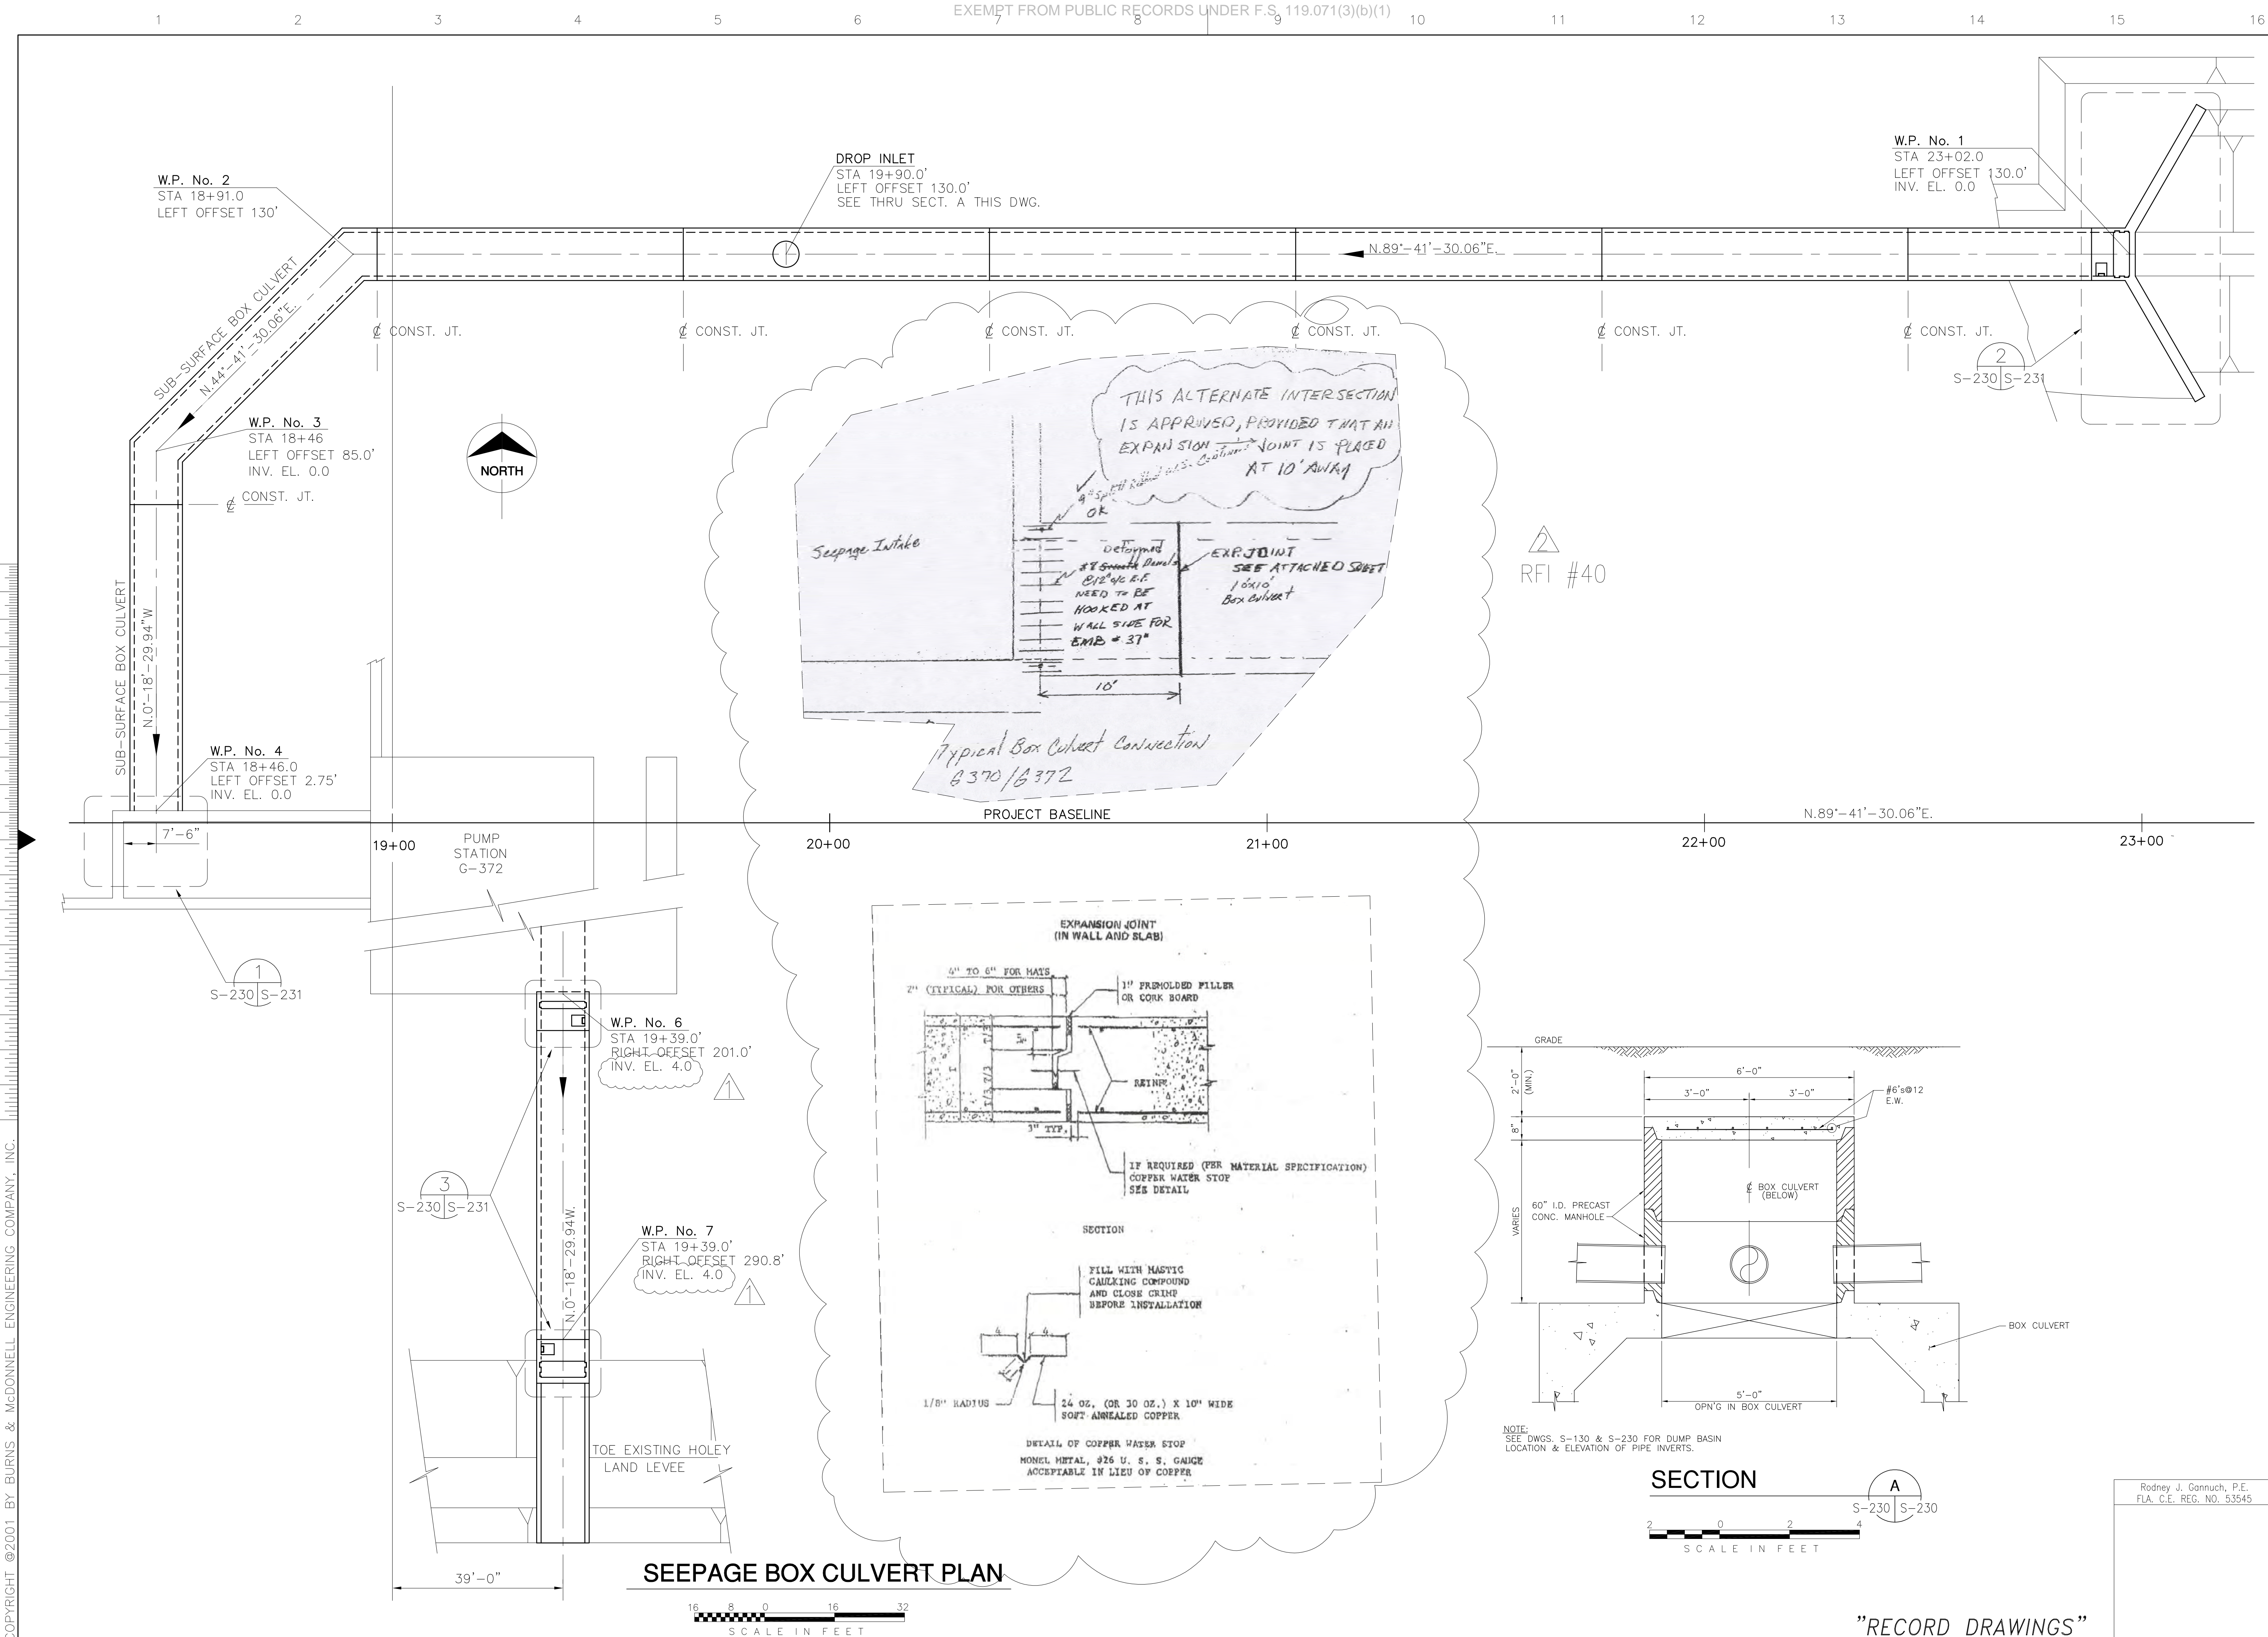 EXEMPT FROM PUBLIC RECORDS UNDER F.S. 119.071(3)(b)(1)
1 2 3 4 5 6 7 8 9 10 11 12 13 14 15 16
W.P. No. 2
STA 18+91.0
LEFT OFFSET 130'
DROP INLET
STA 19+90.0'
LEFT OFFSET 130.0'
SEE THRU SECT. A THIS DWG.
W.P. No. 1
STA 23+02.0
LEFT OFFSET 130.0'
INV. EL. 0.0
N.89°-41'-30.06"E.
SUB-SURFACE BOX CULVERT
N.44°-41'-30.06"E.
℄ CONST. JT.
℄ CONST. JT.
℄ CONST. JT.
℄ CONST. JT.
℄ CONST. JT.
℄ CONST. JT.
2
S-230 S-231
W.P. No. 3
STA 18+46
LEFT OFFSET 85.0'
INV. EL. 0.0
℄ CONST. JT.
NORTH
SUB-SURFACE BOX CULVERT
N.0°-18'-29.94"W
W.P. No. 4
STA 18+46.0
LEFT OFFSET 2.75'
INV. EL. 0.0
7'-6"
THIS ALTERNATE INTERSECTION
IS APPROVED, PROVIDED THAT AN
EXPANSION JOINT IS PLACED
AT 10' AWAY
OK
Seepage Intake
Deformed
#8 Smooth Dowels
@12" o/c E.F.
NEED TO BE
HOOKED AT
WALL SIDE FOR
EMB # 37"
EXP. JOINT
SEE ATTACHED SHEET
10x10'
Box Culvert
10'
Typical Box Culvert Connection
G370/G372
2
RFI #40
PROJECT BASELINE
N.89°-41'-30.06"E.
19+00
20+00
21+00
22+00
23+00
PUMP
STATION
G-372
1
S-230 S-231
W.P. No. 6
STA 19+39.0'
RIGHT OFFSET 201.0'
INV. EL. 4.0
1
3
S-230 S-231
N.0°-18'-29.94W.
W.P. No. 7
STA 19+39.0'
RIGHT OFFSET 290.8'
INV. EL. 4.0
1
TOE EXISTING HOLEY
LAND LEVEE
39'-0"
EXPANSION JOINT
(IN WALL AND SLAB)
4" TO 6" FOR MATS
2" (TYPICAL) FOR OTHERS
1" PREMOLDED FILLER
OR CORK BOARD
T/3
REINF.
3" TYP.
IF REQUIRED (PER MATERIAL SPECIFICATION)
COPPER WATER STOP
SEE DETAIL
SECTION
FILL WITH MASTIC
CAULKING COMPOUND
AND CLOSE CRIMP
BEFORE INSTALLATION
4 4
1/8" RADIUS
24 OZ. (OR 30 OZ.) X 10" WIDE
SOFT ANNEALED COPPER
DETAIL OF COPPER WATER STOP
MONEL METAL, #26 U. S. S. GAUGE
ACCEPTABLE IN LIEU OF COPPER
GRADE
2'-0"
(MIN.)
8"
VARIES
6'-0"
3'-0" 3'-0"
#6's@12
E.W.
60" I.D. PRECAST
CONC. MANHOLE
℄ BOX CULVERT
(BELOW)
BOX CULVERT
5'-0"
OPN'G IN BOX CULVERT
NOTE:
SEE DWGS. S-130 & S-230 FOR DUMP BASIN
LOCATION & ELEVATION OF PIPE INVERTS.
SECTION
A
S-230 S-230
2 0 2 4
SCALE IN FEET
SEEPAGE BOX CULVERT PLAN
16 8 0 16 32
SCALE IN FEET
Rodney J. Gannuch, P.E.
FLA. C.E. REG. NO. 53545
"RECORD DRAWINGS"
COPYRIGHT @2001 BY BURNS & McDONNELL ENGINEERING COMPANY, INC.